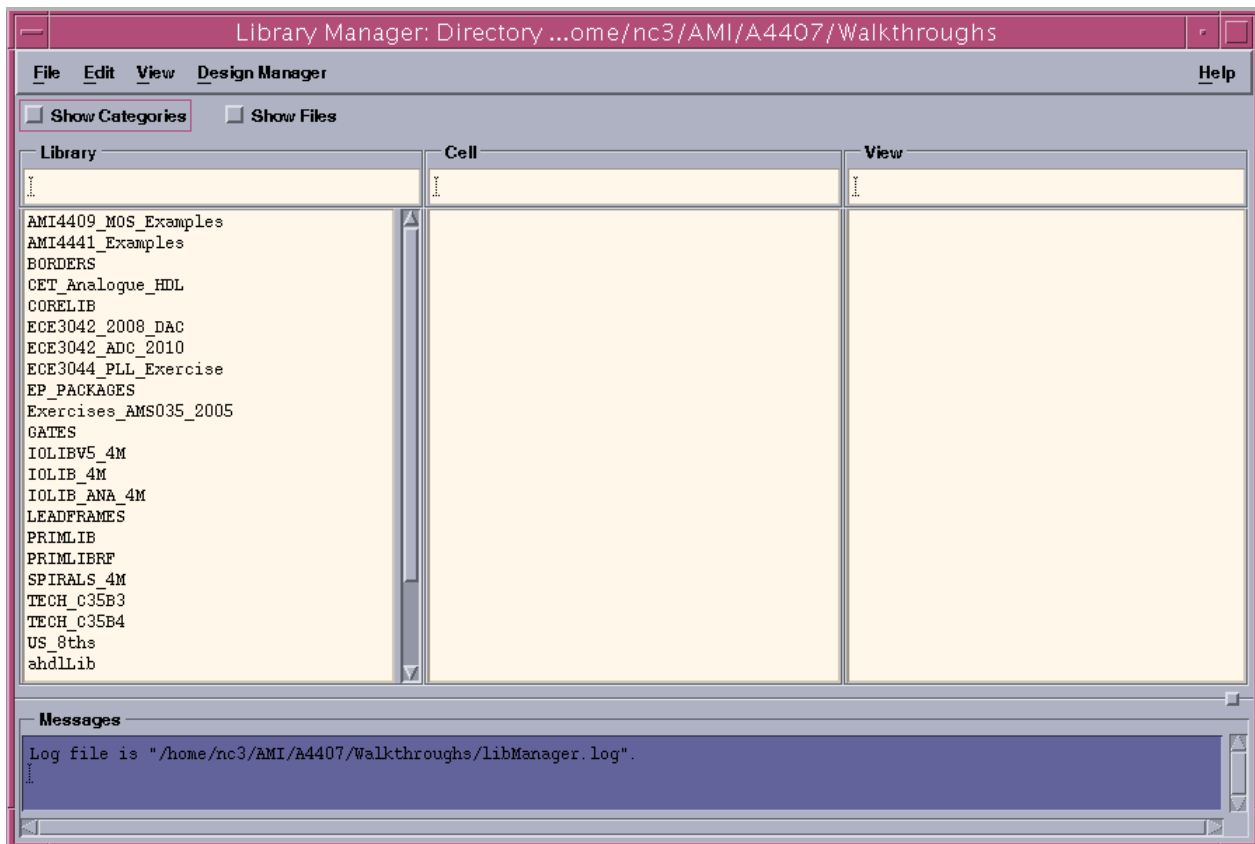 Library Manager: Directory ...ome/nc3/AMI/A4407/Walkthroughs
File Edit View Design Manager Help
Show Categories Show Files
Library Cell View
AMI4409_MOS_Examples
AMI4441_Examples
BORDERS
CET_Analogue_HDL
CORELIB
ECE3042_2008_DAC
ECE3042_ADC_2010
ECE3044_PLL_Exercise
EP_PACKAGES
Exercises_AMS035_2005
GATES
IOLIBV5_4M
IOLIB_4M
IOLIB_ANA_4M
LEADFRAMES
PRIMLIB
PRIMLIBRF
SPIRALS_4M
TECH_C35B3
TECH_C35B4
US_8ths
ahdlLib
Messages
Log file is "/home/nc3/AMI/A4407/Walkthroughs/libManager.log".